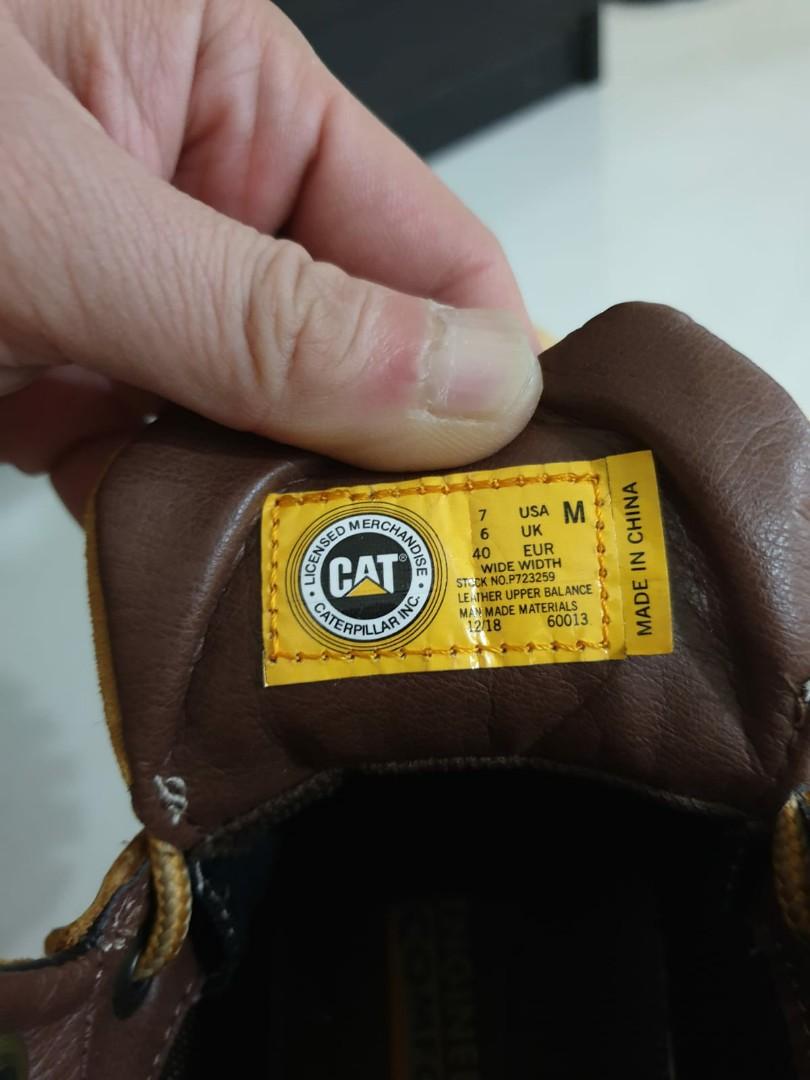 LICENSED MERCHANDISE
CAT®
CATERPILLAR INC.
7 USA M
6 UK
40 EUR
WIDE WIDTH
STOCK NO.P723259
LEATHER UPPER BALANCE
MAN MADE MATERIALS
12/18 60013
MADE IN CHINA